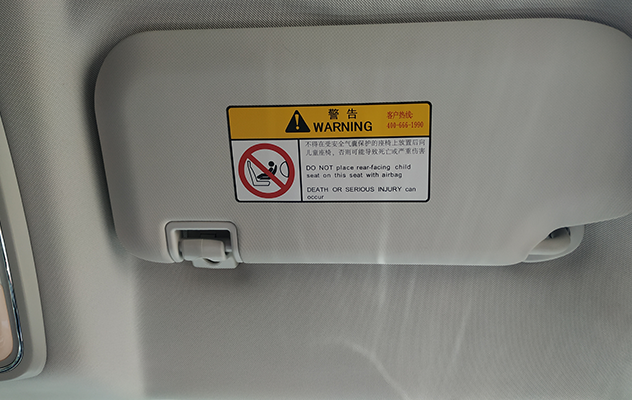 警告
WARNING
客户热线:
400-666-1990
不得在受安全气囊保护的座椅上放置后向
儿童座椅,否则可能导致死亡或严重伤害
DO NOT place rear-facing child
seat on this seat with airbag
DEATH OR SERIOUS INJURY can
occur